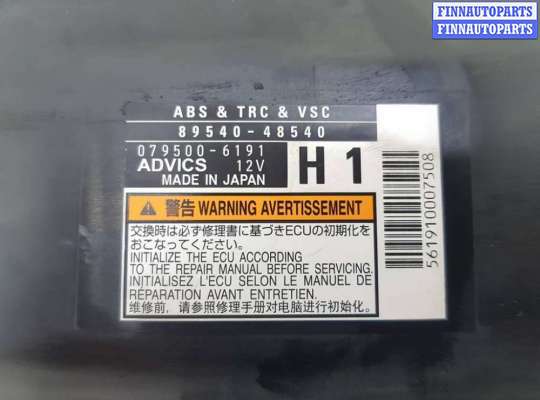 FINNAUTOPARTS
FINNAUTOPARTS
ABS & TRC & VSC
89540-48540
079500-6191
ADVICS 12V
MADE IN JAPAN
H1
561910007508
警告 WARNING AVERTISSEMENT
交換時は必ず修理書に基づきECUの初期化を
おこなってください。
INITIALIZE THE ECU ACCORDING
TO THE REPAIR MANUAL BEFORE SERVICING.
INITIALISEZ L'ECU SELON LE MANUEL DE
RÉPARATION AVANT ENTRETIEN.
维修前，请参照修理手册对电脑进行初始化。